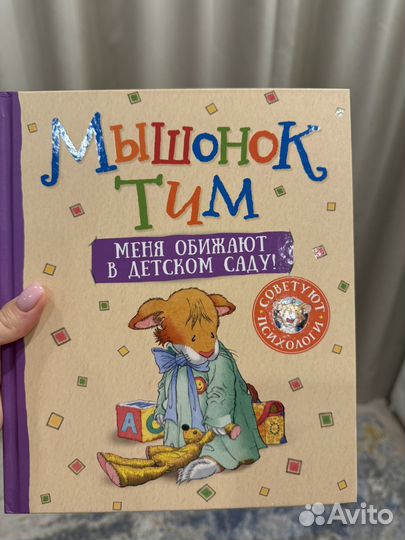 МЫШОНОК
ТИМ
МЕНЯ ОБИЖАЮТ
В ДЕТСКОМ САДУ!
СОВЕТУЮТ
ПСИХОЛОГИ
A
Avito